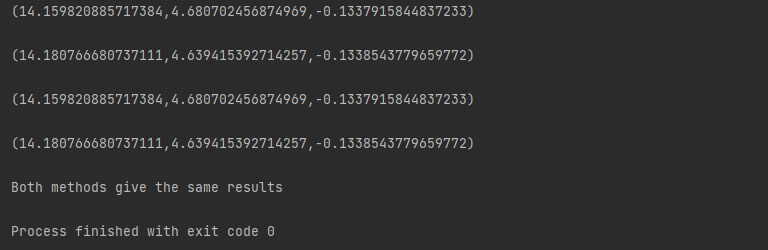 (14.159820885717384,4.680702456874969,-0.1337915844837233)
(14.180766680737111,4.639415392714257,-0.1338543779659772)
(14.159820885717384,4.680702456874969,-0.1337915844837233)
(14.180766680737111,4.639415392714257,-0.1338543779659772)
Both methods give the same results
Process finished with exit code 0